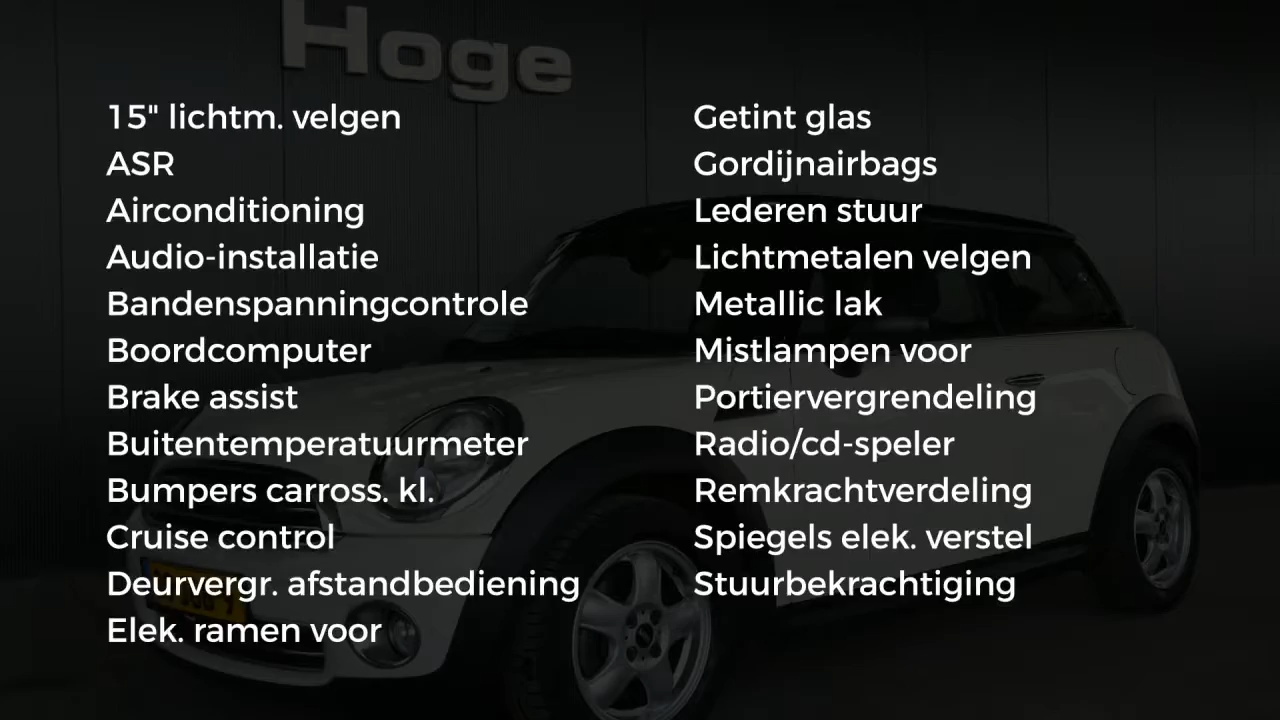 Hoge
15" lichtm. velgen
ASR
Airconditioning
Audio-installatie
Bandenspanningcontrole
Boordcomputer
Brake assist
Buitentemperatuurmeter
Bumpers carross. kl.
Cruise control
Deurvergr. afstandbediening
Elek. ramen voor
Getint glas
Gordijnairbags
Lederen stuur
Lichtmetalen velgen
Metallic lak
Mistlampen voor
Portiervergrendeling
Radio/cd-speler
Remkrachtverdeling
Spiegels elek. verstel
Stuurbekrachtiging